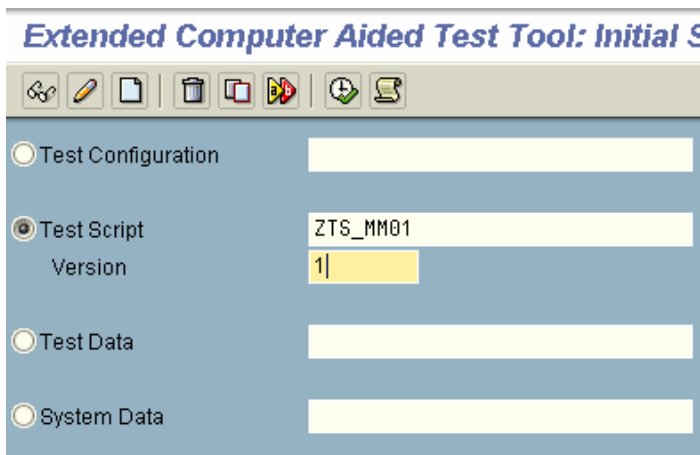 Extended Computer Aided Test Tool: Initial S
Test Configuration
Test Script ZTS_MM01
Version 1
Test Data
System Data